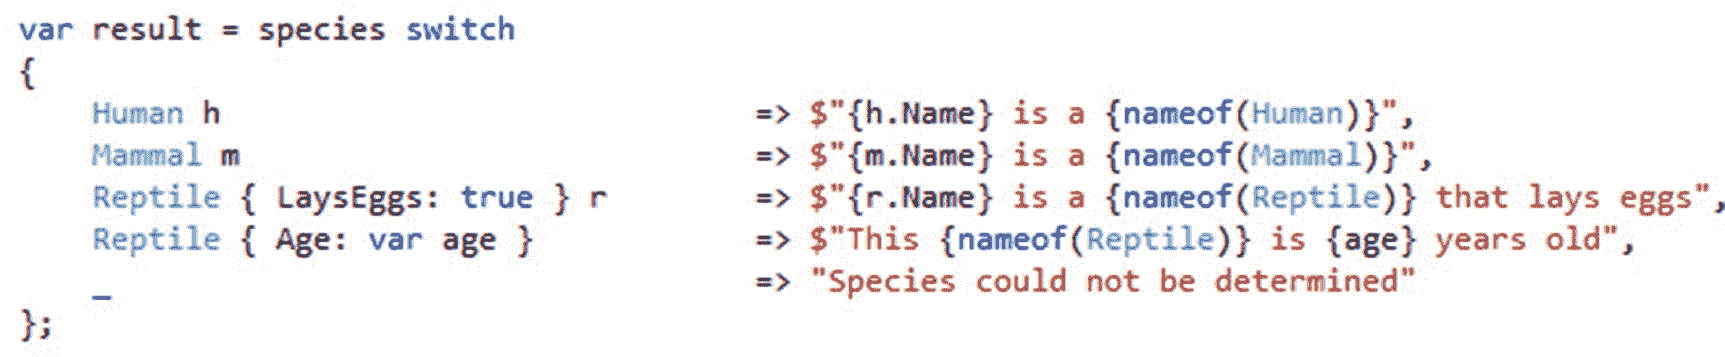 var result = species switch
{
    Human h => $"{h.Name} is a {nameof(Human)}",
    Mammal m => $"{m.Name} is a {nameof(Mammal)}",
    Reptile { LaysEggs: true } r => $"{r.Name} is a {nameof(Reptile)} that lays eggs",
    Reptile { Age: var age } => $"This {nameof(Reptile)} is {age} years old",
    _ => "Species could not be determined"
};